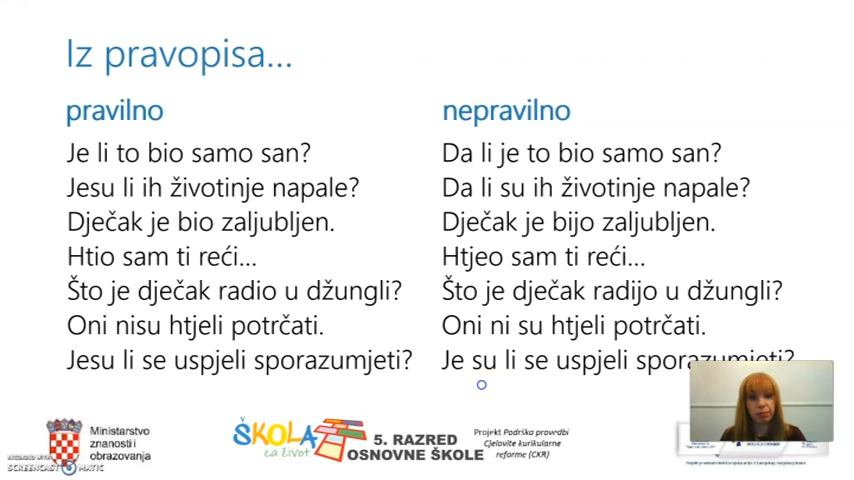 Iz pravopisa...
pravilno
Je li to bio samo san?
Jesu li ih životinje napale?
Dječak je bio zaljubljen.
Htio sam ti reći...
Što je dječak radio u džungli?
Oni nisu htjeli potrčati.
Jesu li se uspjeli sporazumjeti?
nepravilno
Da li je to bio samo san?
Da li su ih životinje napale?
Dječak je bijo zaljubljen.
Htjeo sam ti reći...
Što je dječak radijo u džungli?
Oni ni su htjeli potrčati.
Je su li se uspjeli sporazumjeti?
Ministarstvo
znanosti i
obrazovanja
RECORDED WITH
SCREENCAST MATIC
ŠKOLA
za život
5. RAZRED
OSNOVNE ŠKOLE
Projekt Podrška provedbi
Cjelovite kurikularne
reforme (CKR)